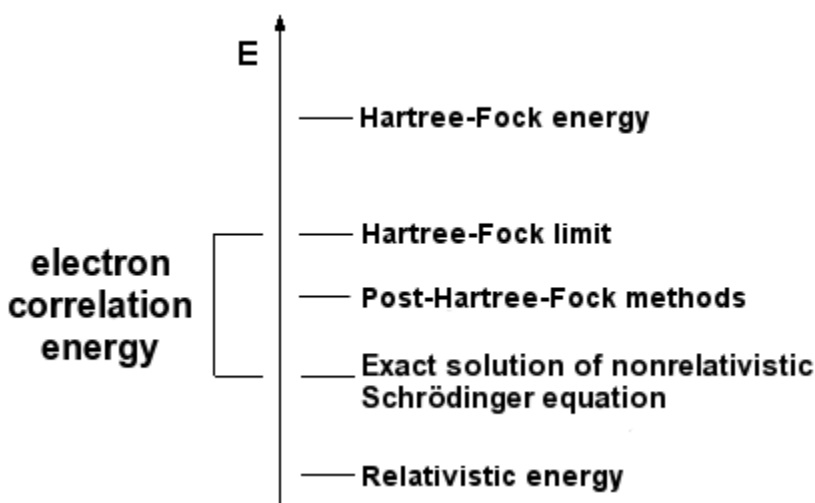 E
Hartree-Fock energy
Hartree-Fock limit
electron
correlation
energy
Post-Hartree-Fock methods
Exact solution of nonrelativistic
Schrödinger equation
Relativistic energy